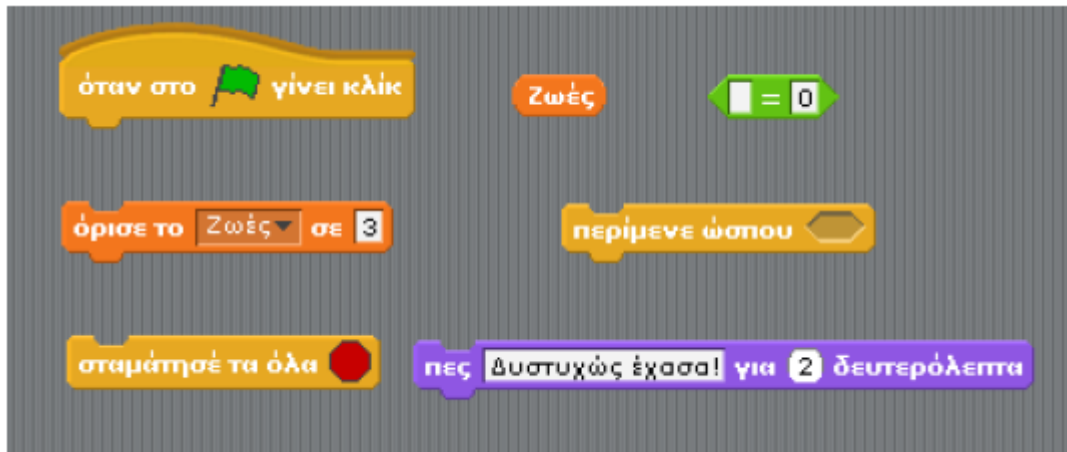 όταν στο γίνει κλίκ
Ζωές
= 0
όρισε το Ζωές σε 3
περίμενε ώσπου
σταμάτησέ τα όλα
πες Δυστυχώς έχασα! για 2 δευτερόλεπτα